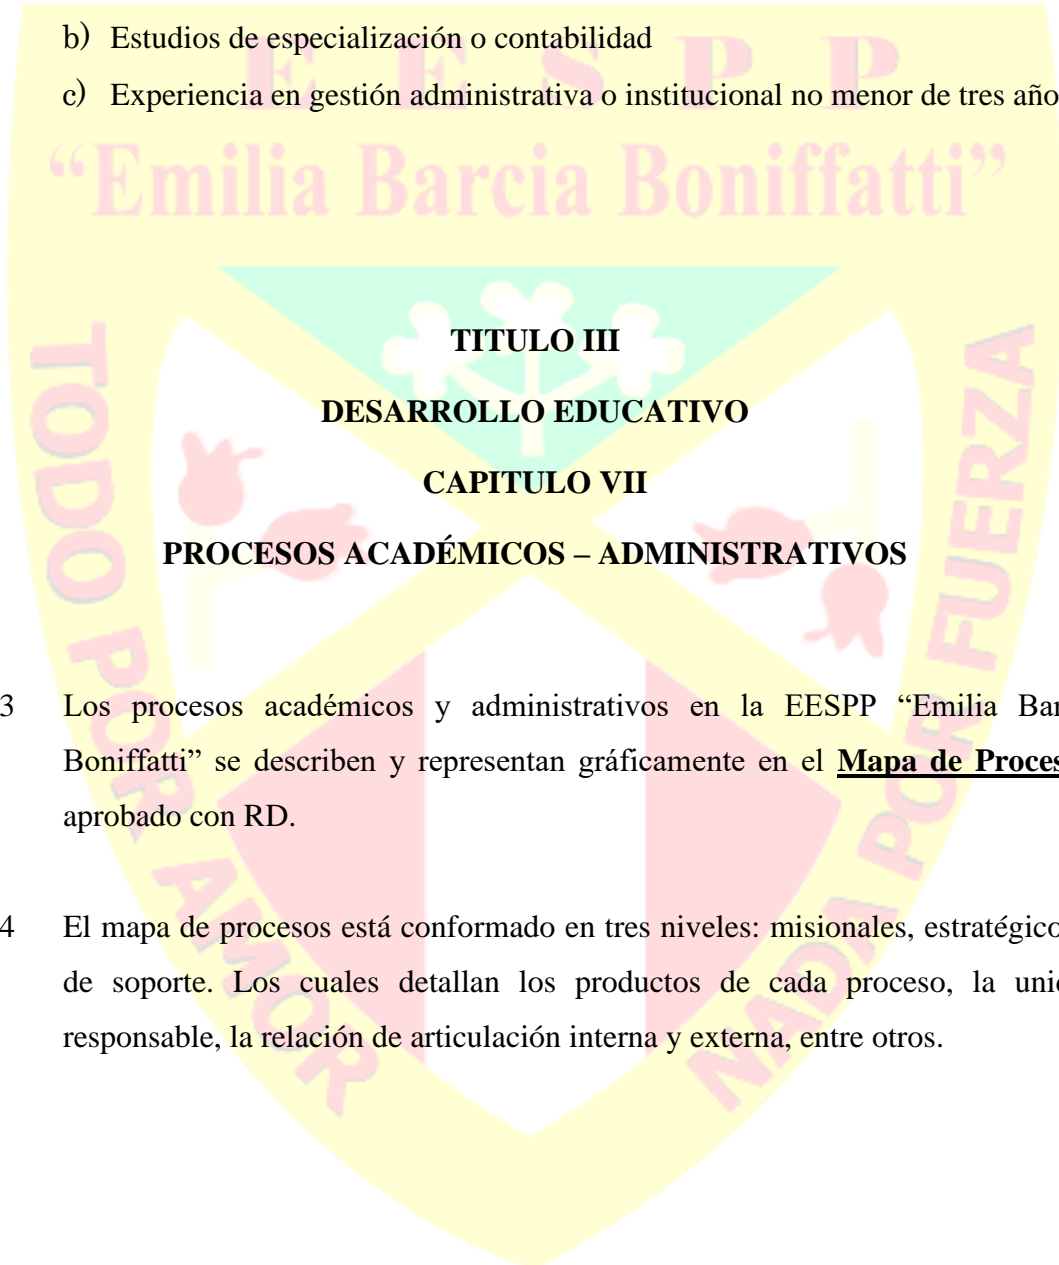 b) Estudios de especialización o contabilidad
c) Experiencia en gestión administrativa o institucional no menor de tres año
E E S P P
“Emilia Barcia Boniffatti”
TODO POR AMOR
NADA POR FUERZA
TITULO III
DESARROLLO EDUCATIVO
CAPITULO VII
PROCESOS ACADÉMICOS – ADMINISTRATIVOS
3 Los procesos académicos y administrativos en la EESPP “Emilia Bar
Boniffatti” se describen y representan gráficamente en el Mapa de Proces
aprobado con RD.
4 El mapa de procesos está conformado en tres niveles: misionales, estratégico
de soporte. Los cuales detallan los productos de cada proceso, la unid
responsable, la relación de articulación interna y externa, entre otros.